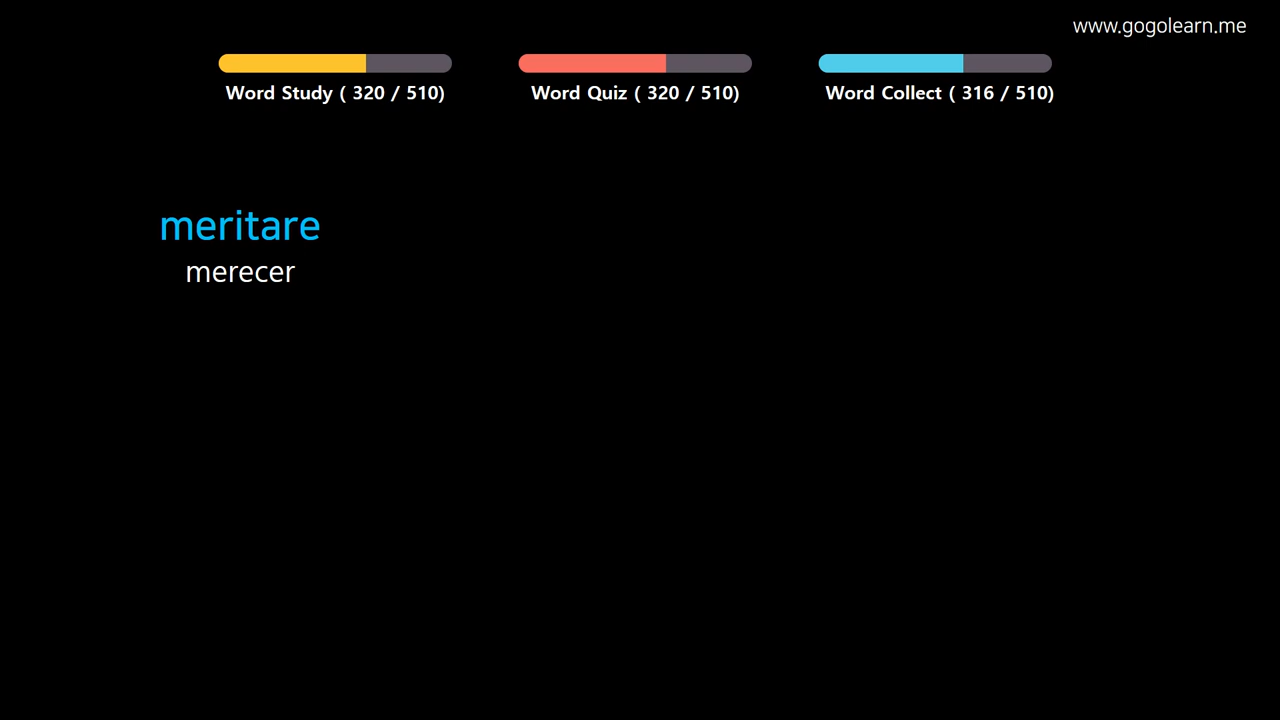 www.gogolearn.me
Word Study ( 320 / 510)
Word Quiz ( 320 / 510)
Word Collect ( 316 / 510)
meritare
merecer